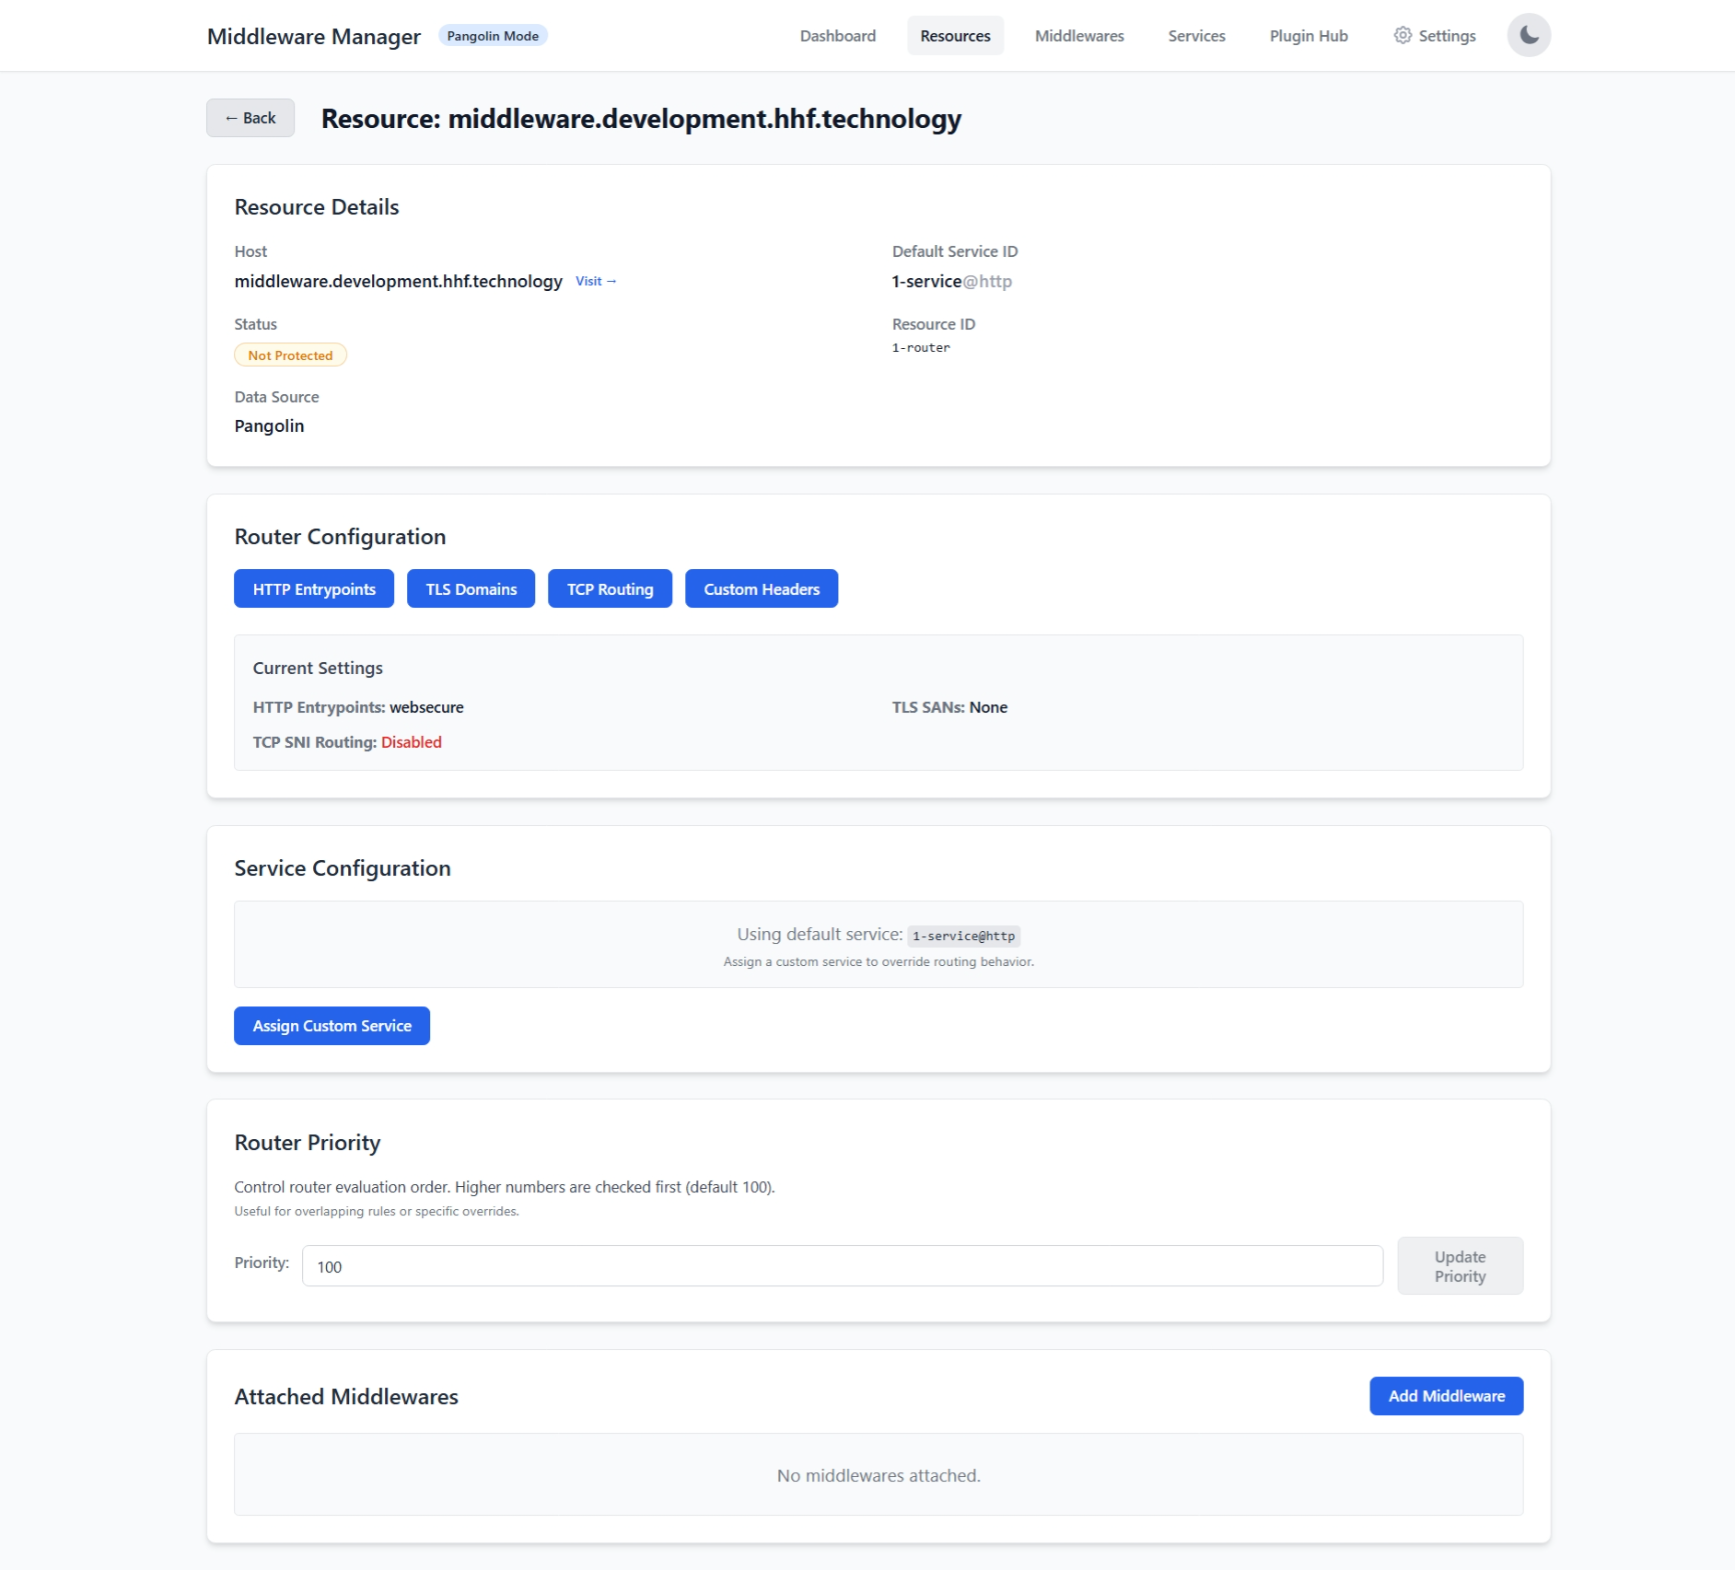 Middleware Manager Pangolin Mode Dashboard Resources Middlewares Services Plugin Hub Settings
← Back Resource: middleware.development.hhf.technology
Resource Details
Host Default Service ID
middleware.development.hhf.technology Visit → 1-service@http
Status Resource ID
Not Protected 1-router
Data Source
Pangolin
Router Configuration
HTTP Entrypoints TLS Domains TCP Routing Custom Headers
Current Settings
HTTP Entrypoints: websecure TLS SANs: None
TCP SNI Routing: Disabled
Service Configuration
Using default service: 1-service@http
Assign a custom service to override routing behavior.
Assign Custom Service
Router Priority
Control router evaluation order. Higher numbers are checked first (default 100).
Useful for overlapping rules or specific overrides.
Priority: 100 Update
Priority
Attached Middlewares Add Middleware
No middlewares attached.